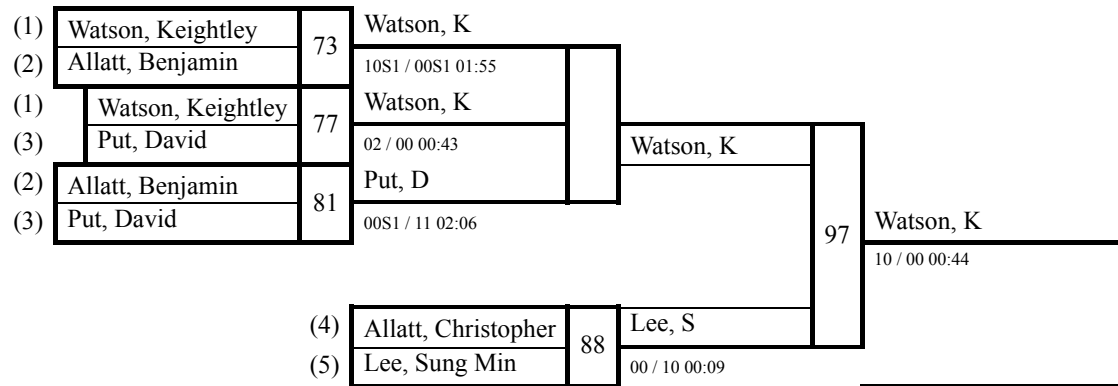 (1) Watson, Keightley 73 Watson, K
(2) Allatt, Benjamin 10S1 / 00S1 01:55
(1) Watson, Keightley 77 Watson, K
(3) Put, David 02 / 00 00:43 Watson, K
(2) Allatt, Benjamin 81 Put, D
(3) Put, David 00S1 / 11 02:06
97 Watson, K
10 / 00 00:44
(4) Allatt, Christopher 88 Lee, S
(5) Lee, Sung Min 00 / 10 00:09